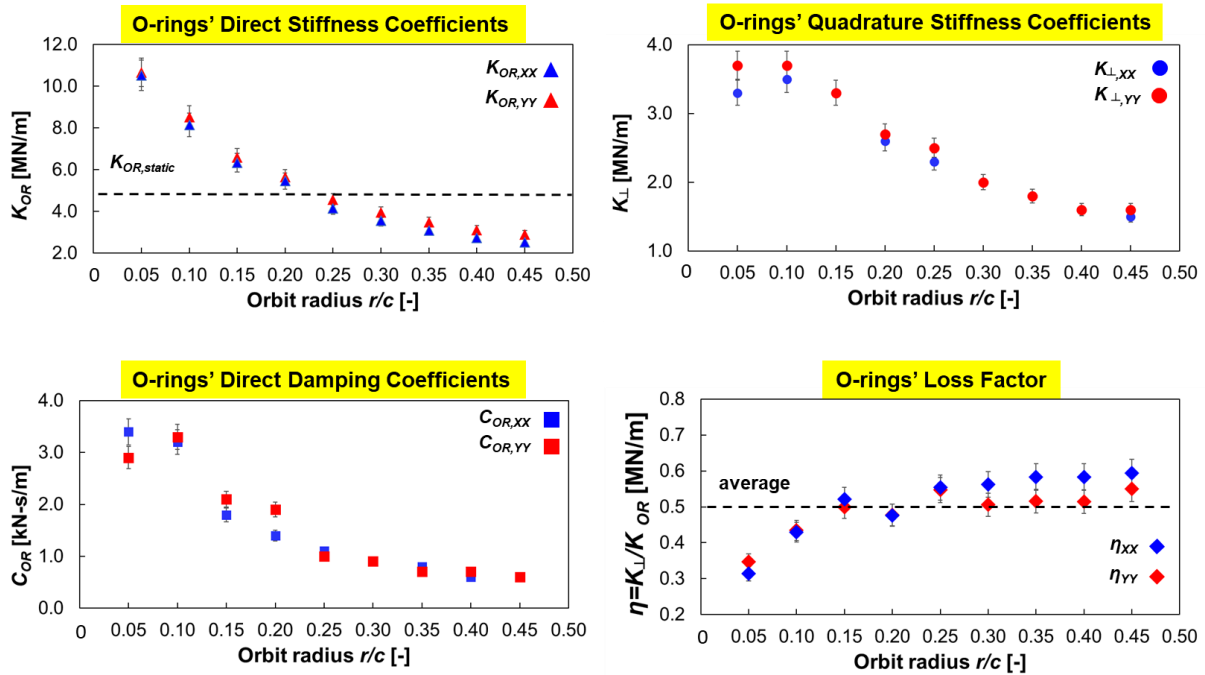 O-rings' Direct Stiffness Coefficients
12.0
10.0
8.0
6.0
4.0
2.0
K_OR [MN/m]
K_OR,XX
K_OR,YY
K_OR,static
0 0.05 0.10 0.15 0.20 0.25 0.30 0.35 0.40 0.45 0.50
Orbit radius r/c [-]
O-rings' Quadrature Stiffness Coefficients
4.0
3.0
2.0
1.0
K⊥ [MN/m]
K⊥,XX
K⊥,YY
0 0.05 0.10 0.15 0.20 0.25 0.30 0.35 0.40 0.45 0.50
Orbit radius r/c [-]
O-rings' Direct Damping Coefficients
4.0
3.0
2.0
1.0
0.0
C_OR [kN-s/m]
C_OR,XX
C_OR,YY
0 0.05 0.10 0.15 0.20 0.25 0.30 0.35 0.40 0.45 0.50
Orbit radius r/c [-]
O-rings' Loss Factor
0.8
0.7
0.6
0.5
0.4
0.3
0.2
η=K⊥/K_OR [MN/m]
average
η_XX
η_YY
0 0.05 0.10 0.15 0.20 0.25 0.30 0.35 0.40 0.45 0.50
Orbit radius r/c [-]